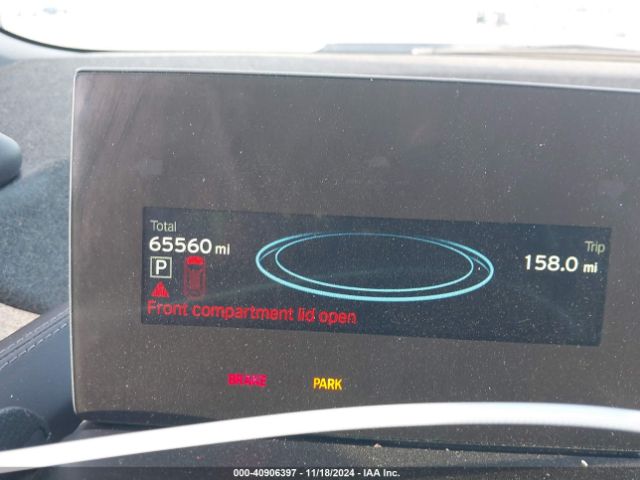 Total
65560 mi
Trip
158.0 mi
P
Front compartment lid open
BRAKE
PARK
000-40906397 - 11/18/2024 - IAA Inc.